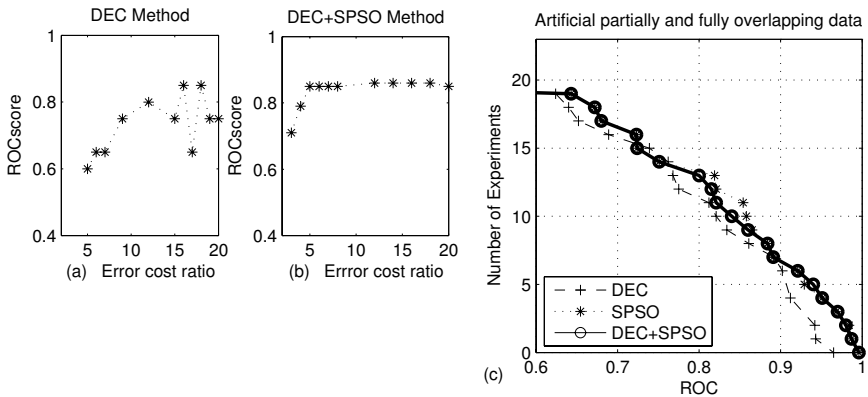 DEC Method
1
0.8
0.6
0.4
ROCscore
5 10 15 20
(a) Error cost ratio
DEC+SPSO Method
1
0.8
0.6
0.4
ROCscore
5 10 15 20
(b) Errror cost ratio
Artificial partially and fully overlapping data
20
15
10
5
0
Number of Experiments
DEC
SPSO
DEC+SPSO
0.6 0.7 0.8 0.9 1
(c) ROC